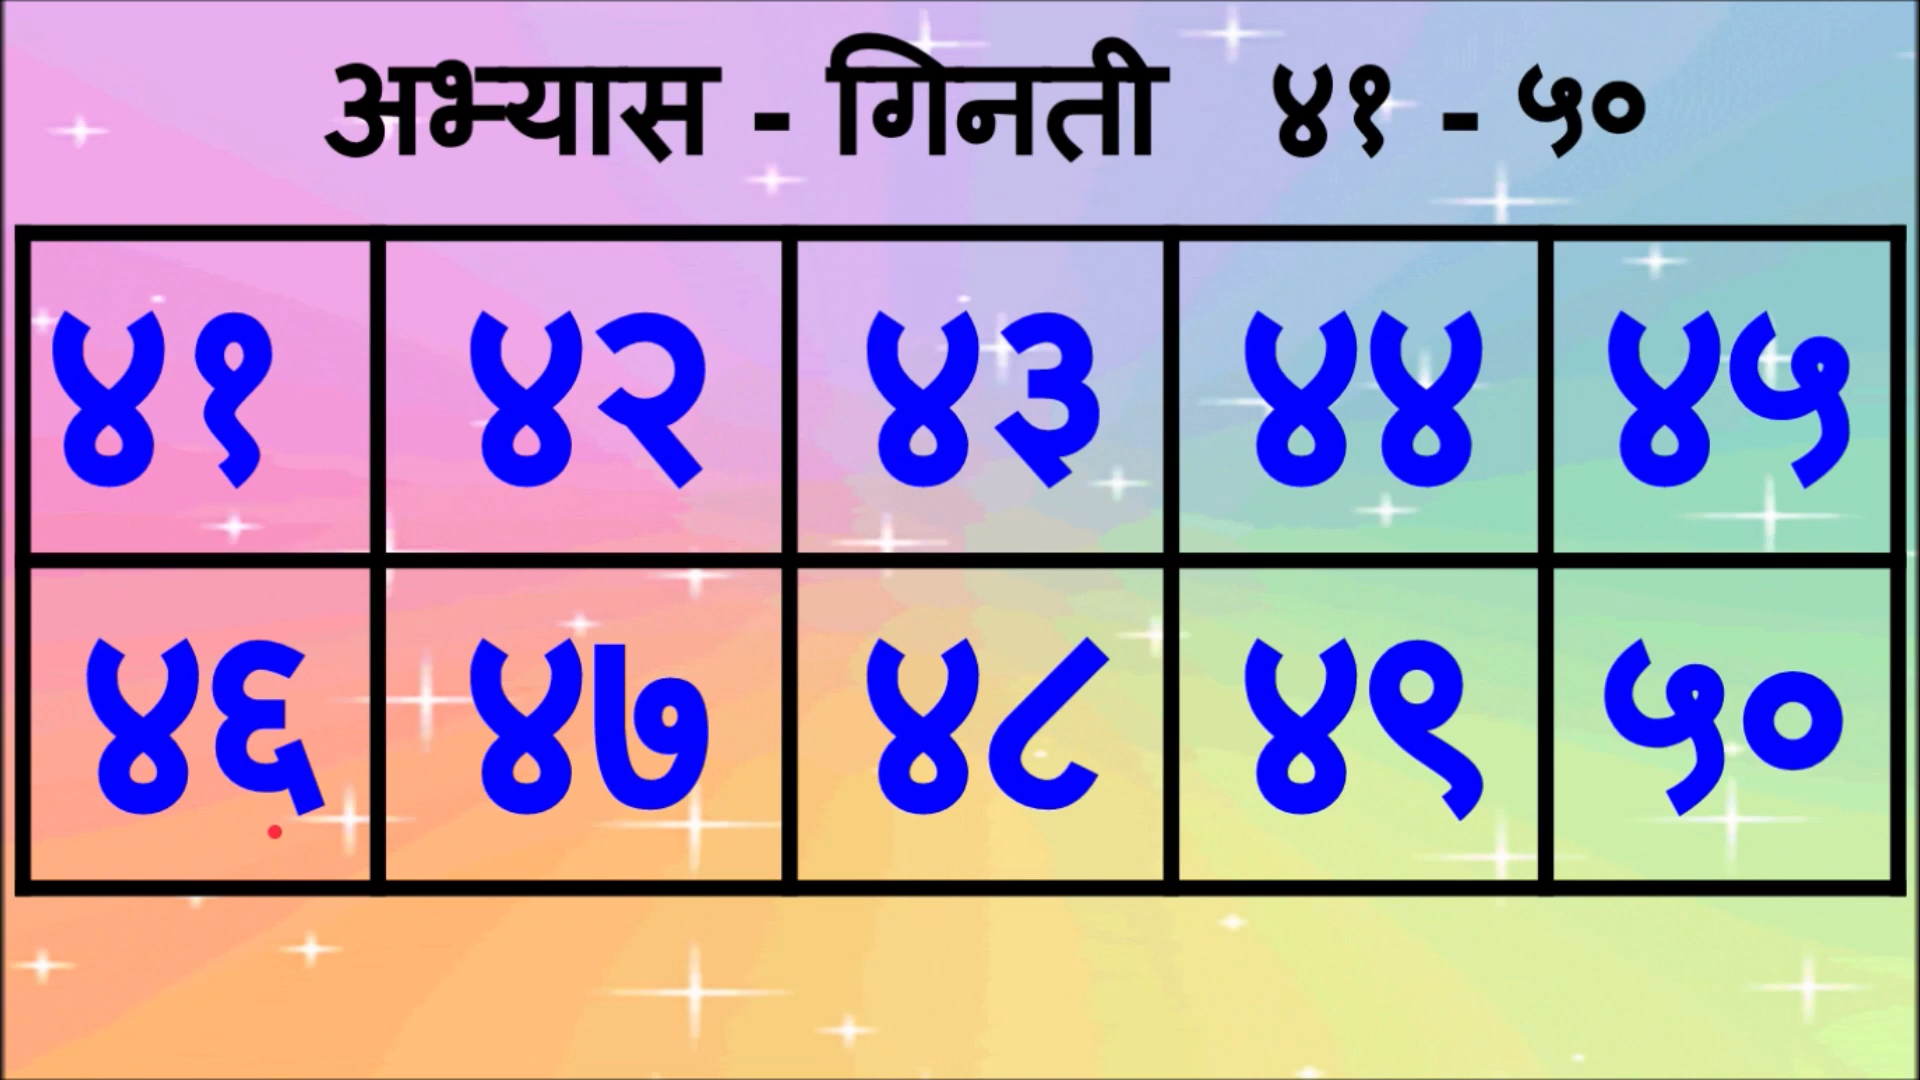 अभ्यास - गिनती ४१ - ५०
४१ ४२ ४३ ४४ ४५
४६ ४७ ४८ ४९ ५०